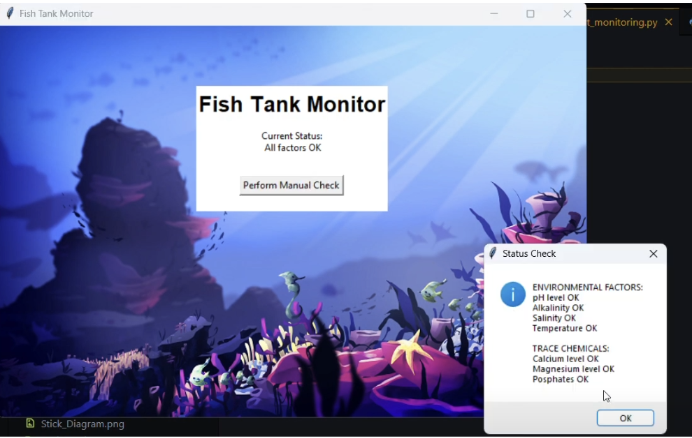 Fish Tank Monitor
t_monitoring.py
Fish Tank Monitor
Current Status:
All factors OK
Perform Manual Check
Status Check
ENVIRONMENTAL FACTORS:
pH level OK
Alkalinity OK
Salinity OK
Temperature OK
TRACE CHEMICALS:
Calcium level OK
Magnesium level OK
Posphates OK
OK
Stick_Diagram.png